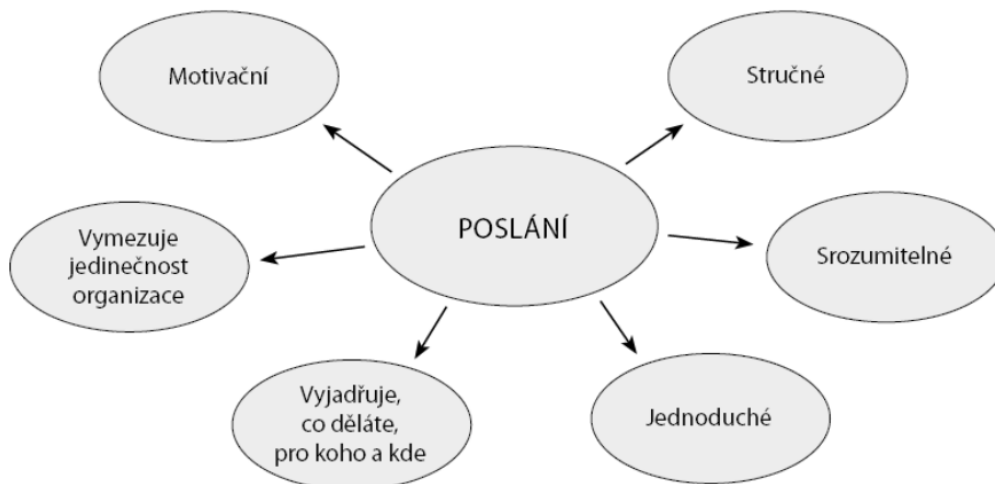 Motivační
Stručné
POSLÁNÍ
Vymezuje
jedinečnost
organizace
Srozumitelné
Vyjadřuje,
co děláte,
pro koho a kde
Jednoduché